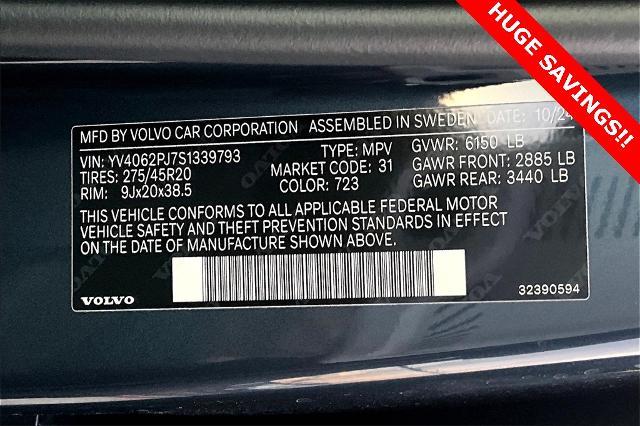 HUGE SAVINGS!!!
MFD BY VOLVO CAR CORPORATION ASSEMBLED IN SWEDEN DATE: 10/24
VIN: YV4062PJ7S1339793 TYPE: MPV GVWR: 6150 LB
TIRES: 275/45R20 MARKET CODE: 31 GAWR FRONT: 2885 LB
RIM: 9Jx20x38.5 COLOR: 723 GAWR REAR: 3440 LB
THIS VEHICLE CONFORMS TO ALL APPLICABLE FEDERAL MOTOR
VEHICLE SAFETY AND THEFT PREVENTION STANDARDS IN EFFECT
ON THE DATE OF MANUFACTURE SHOWN ABOVE.
VOLVO 32390594